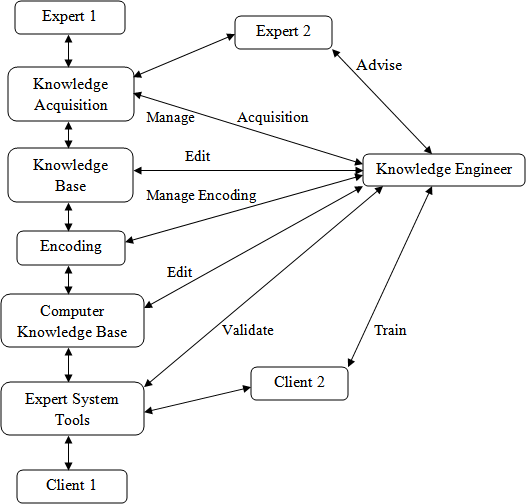 Expert 1
Expert 2
Advise
Knowledge
Acquisition
Manage Acquisition
Knowledge
Base
Edit
Knowledge Engineer
Manage Encoding
Encoding
Edit
Computer
Knowledge Base
Validate
Train
Client 2
Expert System
Tools
Client 1